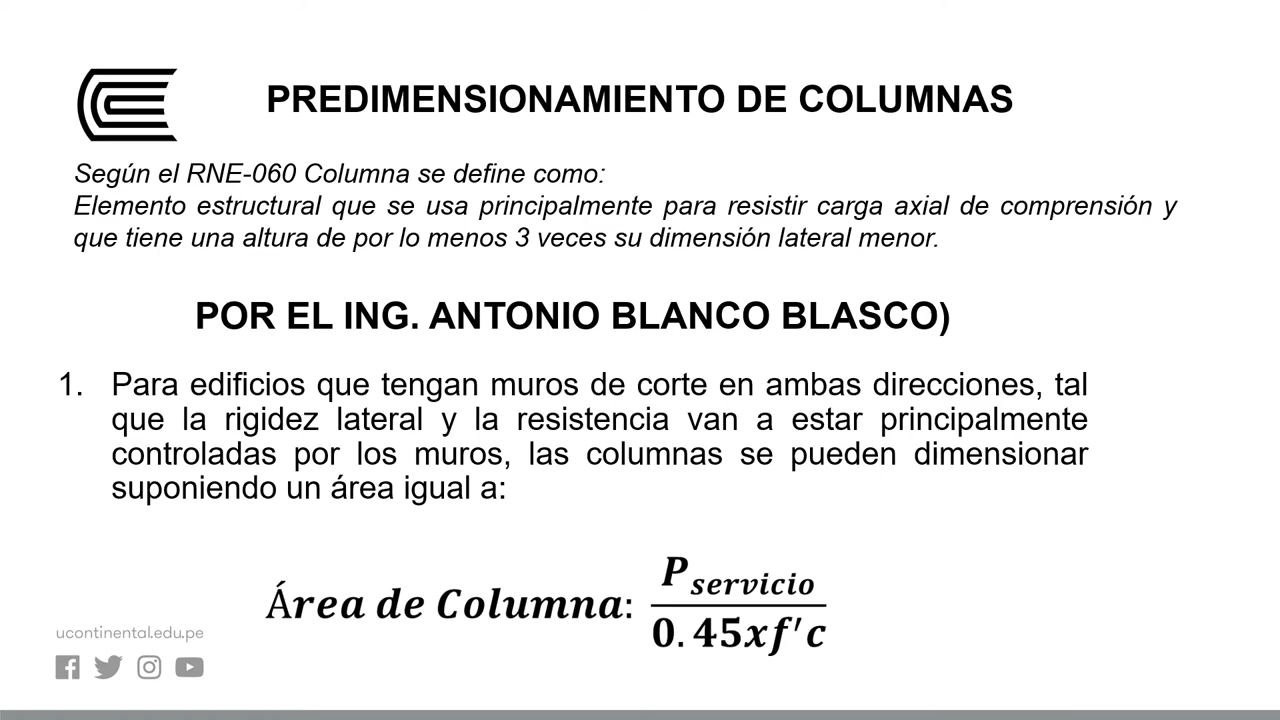 PREDIMENSIONAMIENTO DE COLUMNAS
Según el RNE-060 Columna se define como:
Elemento estructural que se usa principalmente para resistir carga axial de comprensión y
que tiene una altura de por lo menos 3 veces su dimensión lateral menor.
POR EL ING. ANTONIO BLANCO BLASCO)
1. Para edificios que tengan muros de corte en ambas direcciones, tal
que la rigidez lateral y la resistencia van a estar principalmente
controladas por los muros, las columnas se pueden dimensionar
suponiendo un área igual a:
Área de Columna: P servicio / 0.45xf'c
ucontinental.edu.pe